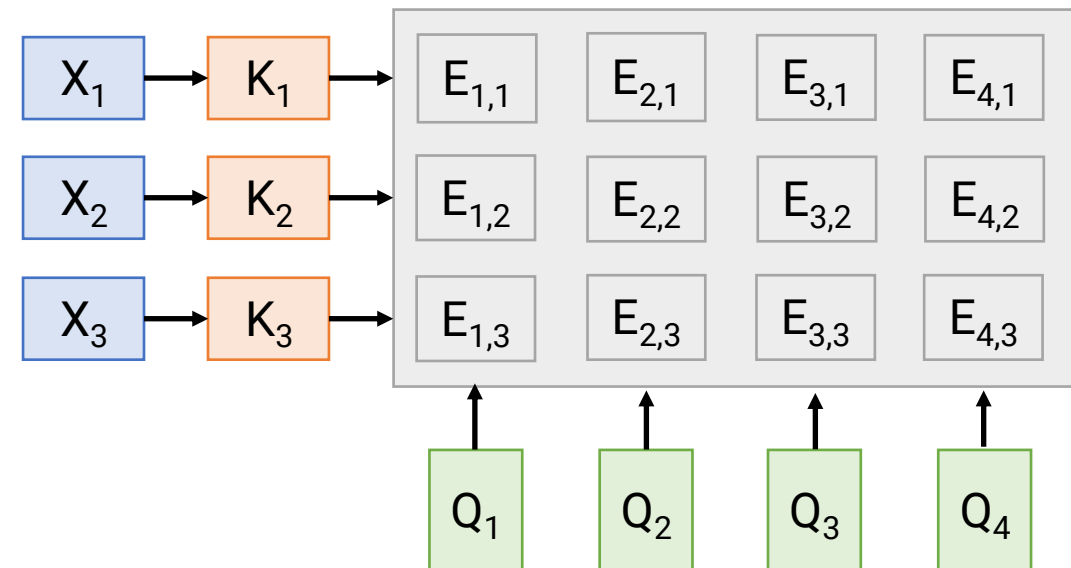 X₁ K₁ E₁,₁ E₂,₁ E₃,₁ E₄,₁
X₂ K₂ E₁,₂ E₂,₂ E₃,₂ E₄,₂
X₃ K₃ E₁,₃ E₂,₃ E₃,₃ E₄,₃
Q₁ Q₂ Q₃ Q₄